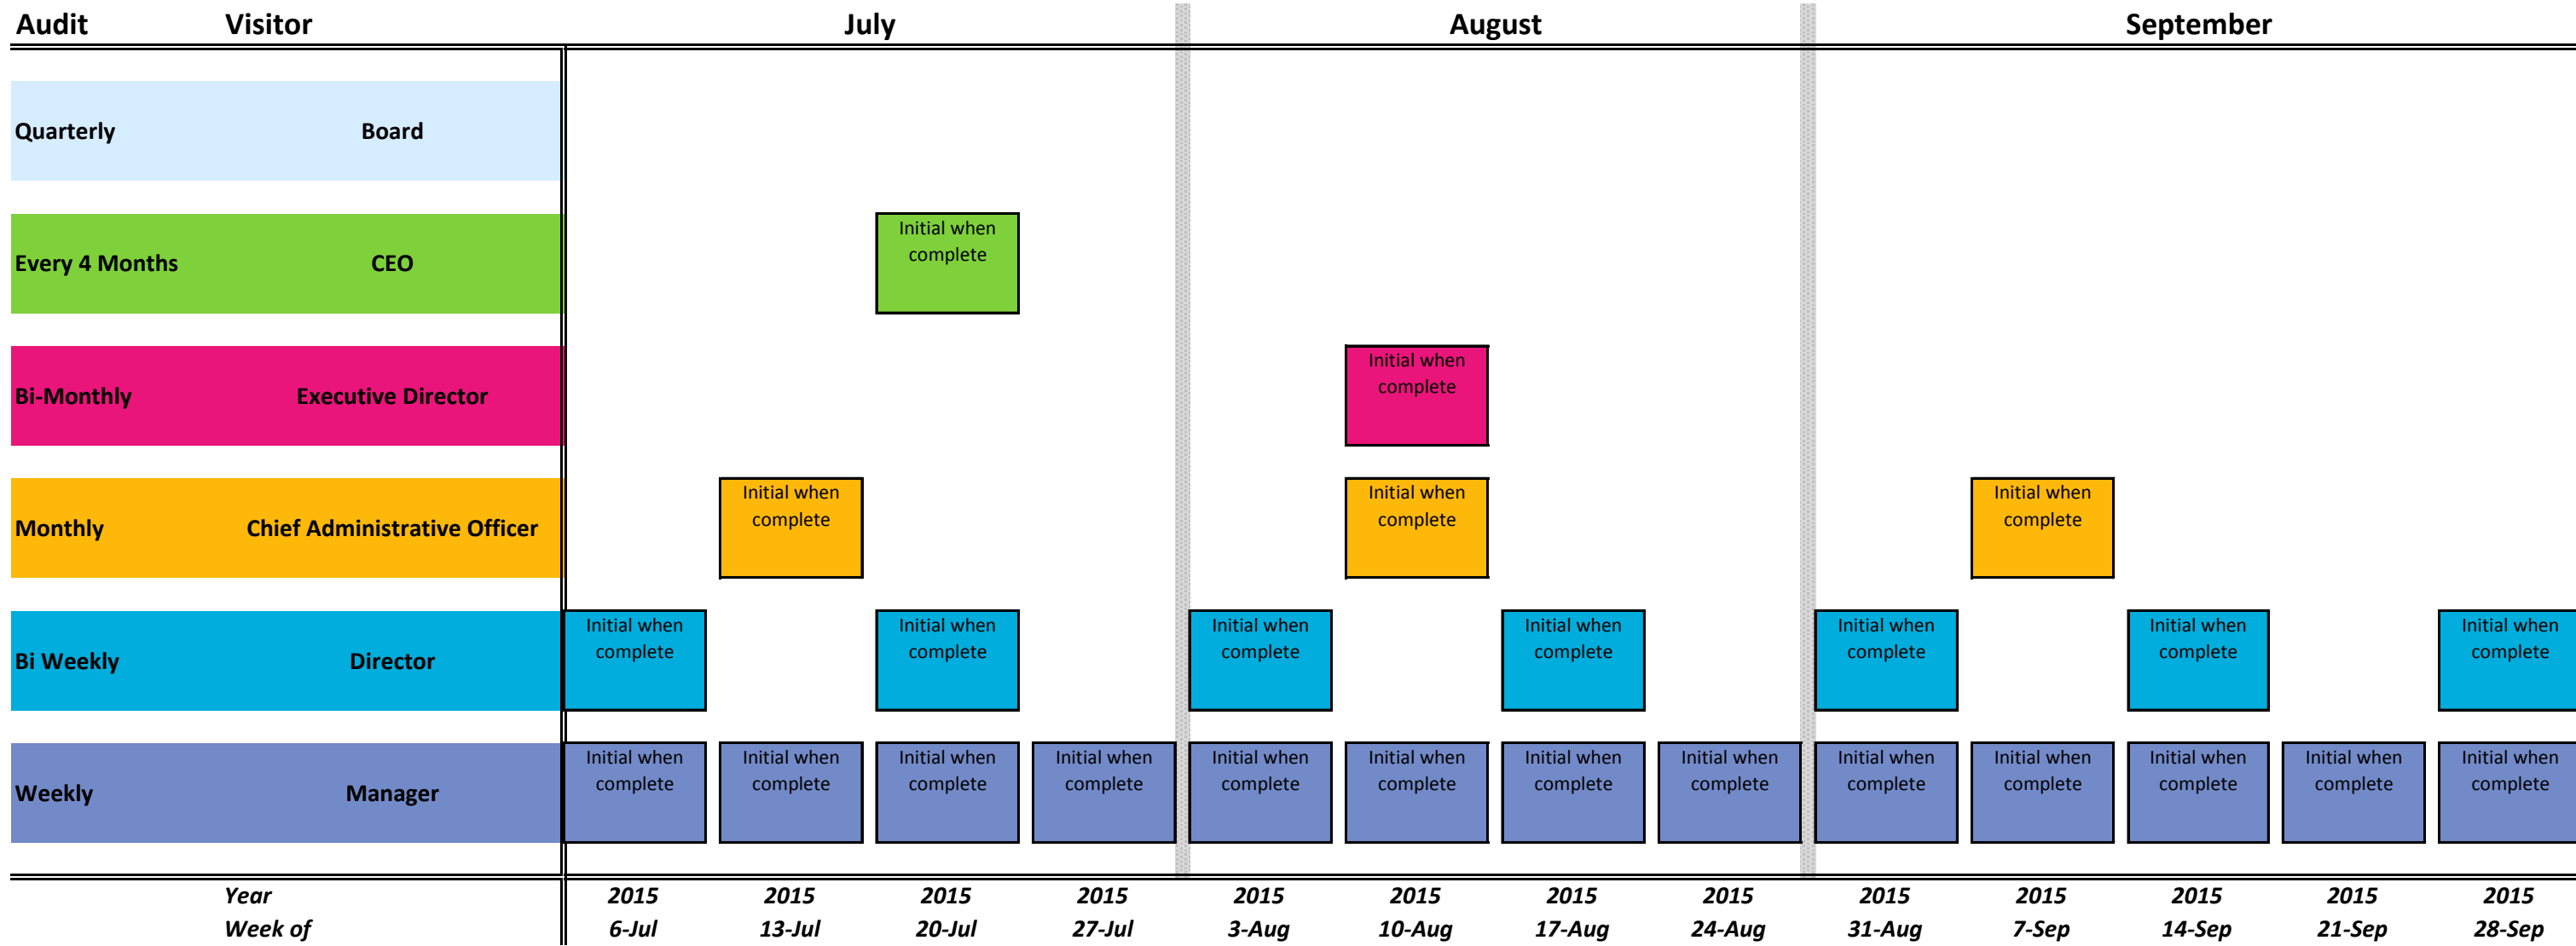 Audit Visitor July August September
Quarterly Board
Initial when
complete
Every 4 Months CEO
Initial when
complete
Bi-Monthly Executive Director
Initial when Initial when Initial when
complete complete complete
Monthly Chief Administrative Officer
Initial when Initial when Initial when Initial when Initial when Initial when Initial when
complete complete complete complete complete complete complete
Bi Weekly Director
Initial when Initial when Initial when Initial when Initial when Initial when Initial when Initial when Initial when Initial when Initial when Initial when Initial when
complete complete complete complete complete complete complete complete complete complete complete complete complete
Weekly Manager
Year 2015 2015 2015 2015 2015 2015 2015 2015 2015 2015 2015 2015 2015
Week of 6-Jul 13-Jul 20-Jul 27-Jul 3-Aug 10-Aug 17-Aug 24-Aug 31-Aug 7-Sep 14-Sep 21-Sep 28-Sep